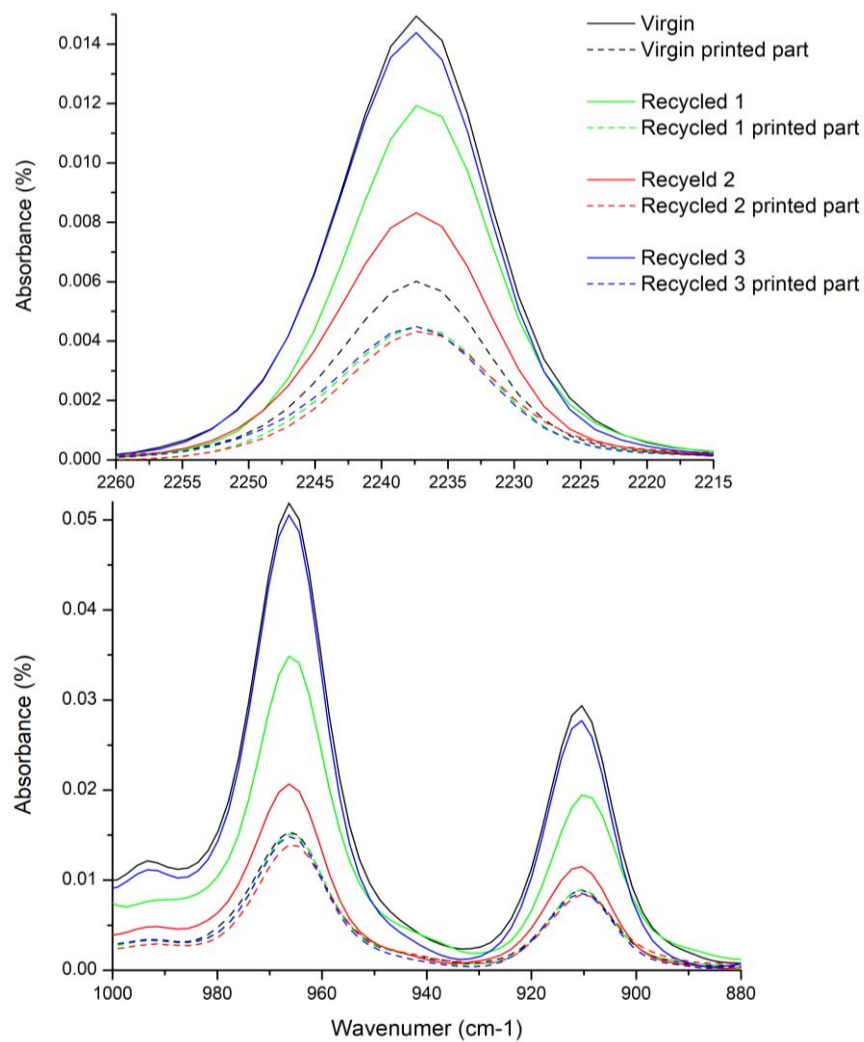 0.014
0.012
0.010
0.008
0.006
0.004
0.002
0.000
Absorbance (%)
2260 2255 2250 2245 2240 2235 2230 2225 2220 2215
Virgin
Virgin printed part
Recycled 1
Recycled 1 printed part
Recyeld 2
Recycled 2 printed part
Recycled 3
Recycled 3 printed part
0.05
0.04
0.03
0.02
0.01
0.00
Absorbance (%)
1000 980 960 940 920 900 880
Wavenumer (cm-1)